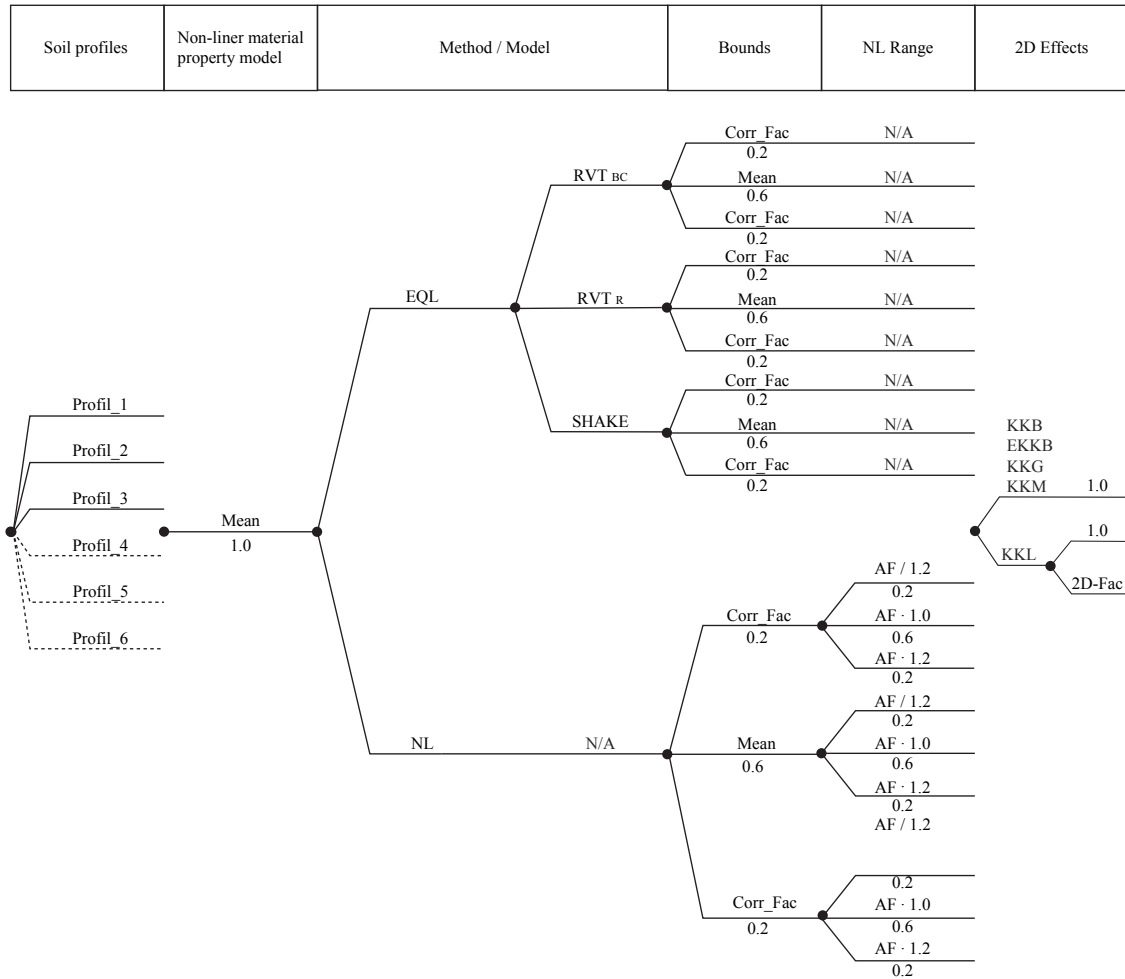 Soil profiles
Non-liner material
property model
Method / Model
Bounds
NL Range
2D Effects
Corr_Fac
N/A
0.2
RVT BC
Mean
N/A
0.6
Corr_Fac
N/A
0.2
Corr_Fac
N/A
0.2
EQL
RVT R
Mean
N/A
0.6
Corr_Fac
N/A
0.2
Corr_Fac
N/A
0.2
SHAKE
Mean
N/A
0.6
Corr_Fac
N/A
0.2
Profil_1
Profil_2
Profil_3
Profil_4
Profil_5
Profil_6
Mean
1.0
KKB
EKKB
KKG
KKM
1.0
1.0
KKL
2D-Fac
AF / 1.2
0.2
Corr_Fac
AF · 1.0
0.2
0.6
AF · 1.2
0.2
AF / 1.2
0.2
NL
N/A
Mean
AF · 1.0
0.6
0.6
AF · 1.2
0.2
AF / 1.2
0.2
Corr_Fac
AF · 1.0
0.2
0.6
AF · 1.2
0.2